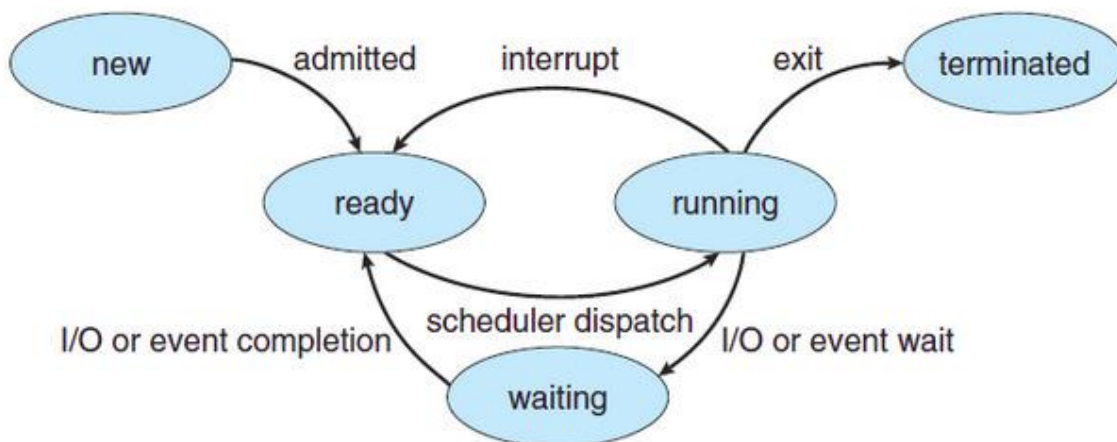 new
admitted
interrupt
exit
terminated
ready
running
I/O or event completion
scheduler dispatch
I/O or event wait
waiting